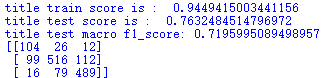 title train score is :  0.9449415003441156
title test score is :  0.7632484514796972
title test macro f1_score: 0.7195995089498957
[[104  26  12]
 [ 99 516 112]
 [ 16  79 489]]